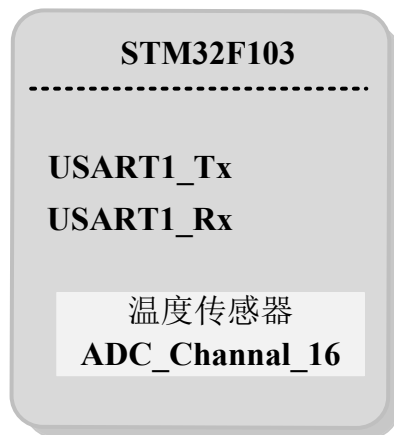 STM32F103
USART1_Tx
USART1_Rx
温度传感器
ADC_Channal_16